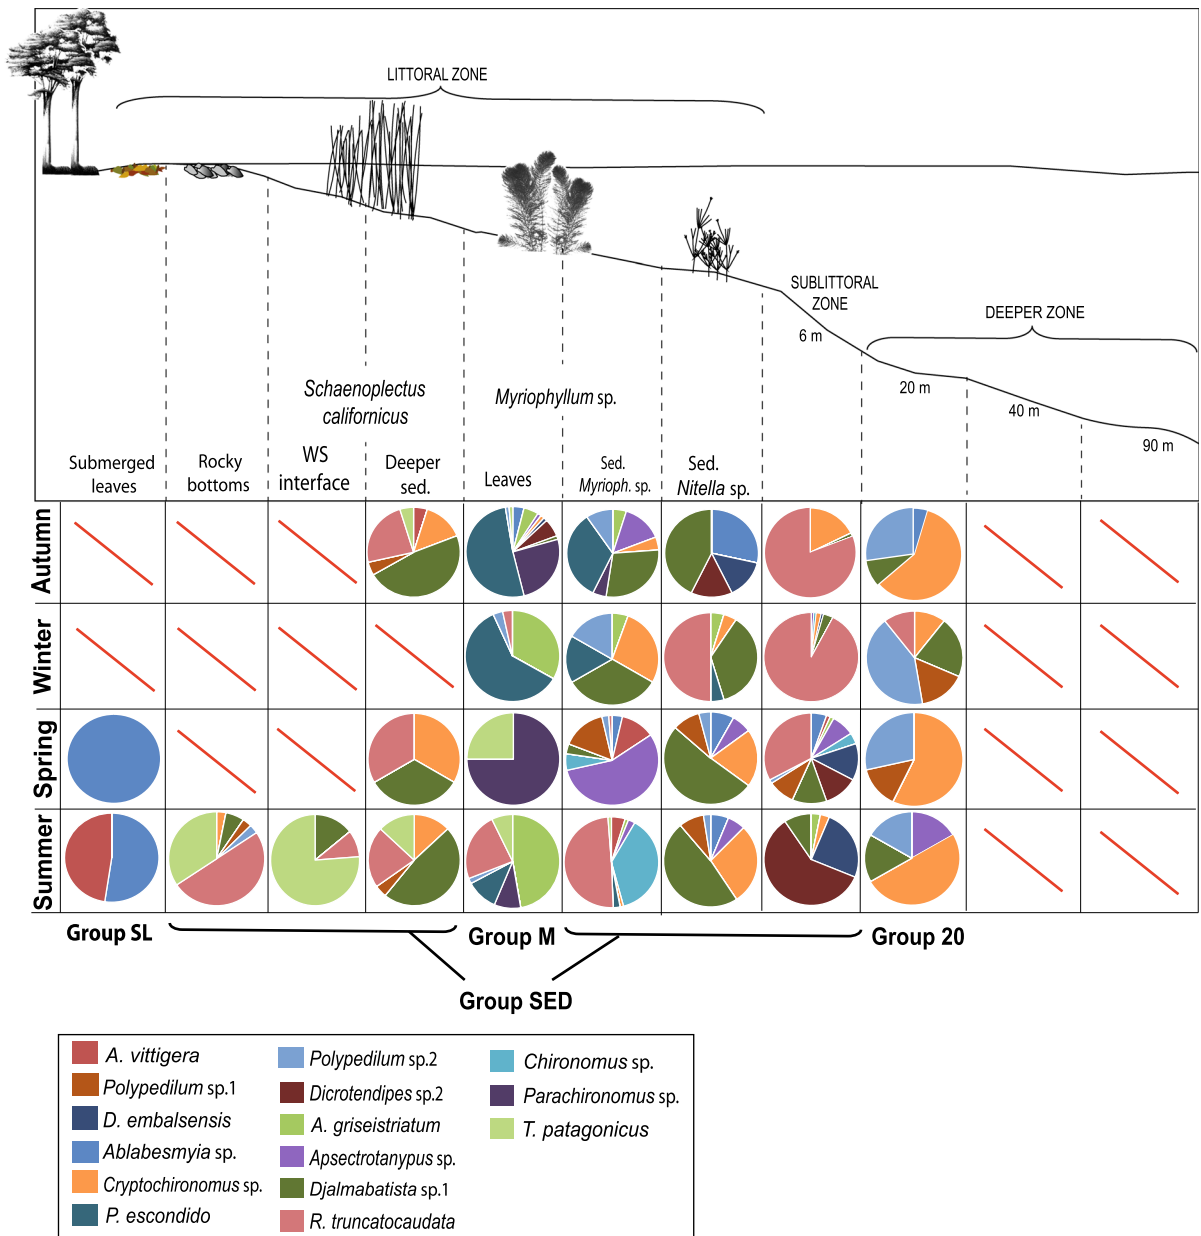 LITTORAL ZONE
SUBLITTORAL
ZONE
6 m
DEEPER ZONE
20 m
40 m
90 m
Schaenoplectus
californicus
Myriophyllum sp.
Submerged
leaves
Rocky
bottoms
WS
interface
Deeper
sed.
Leaves
Sed.
Myrioph. sp.
Sed.
Nitella sp.
Autumn
Winter
Spring
Summer
Group SL
Group M
Group 20
Group SED
A. vittigera
Polypedilum sp.1
D. embalsensis
Ablabesmyia sp.
Cryptochironomus sp.
P. escondido
Polypedilum sp.2
Dicrotendipes sp.2
A. griseistriatum
Apsectrotanypus sp.
Djalmabatista sp.1
R. truncatocaudata
Chironomus sp.
Parachironomus sp.
T. patagonicus